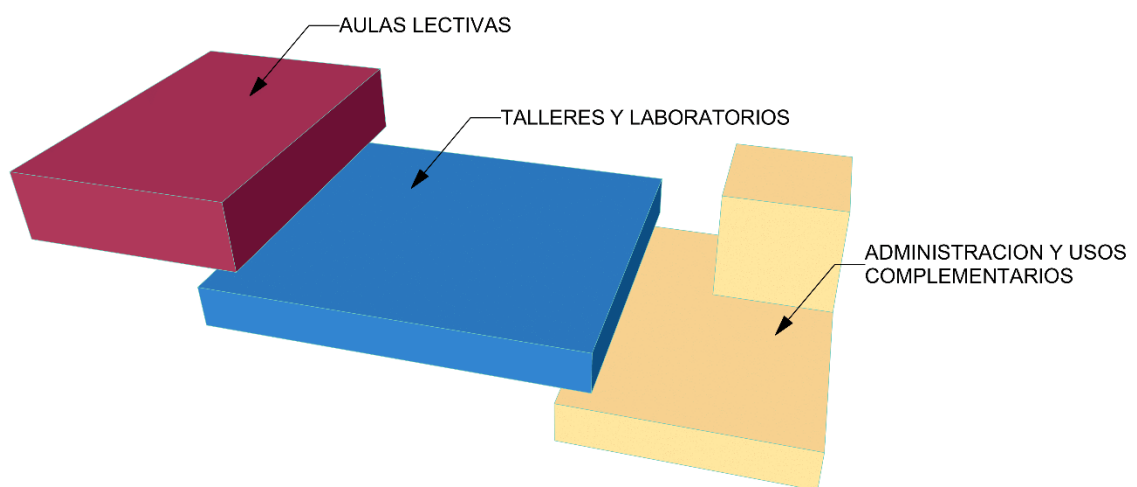 AULAS LECTIVAS
TALLERES Y LABORATORIOS
ADMINISTRACION Y USOS
COMPLEMENTARIOS